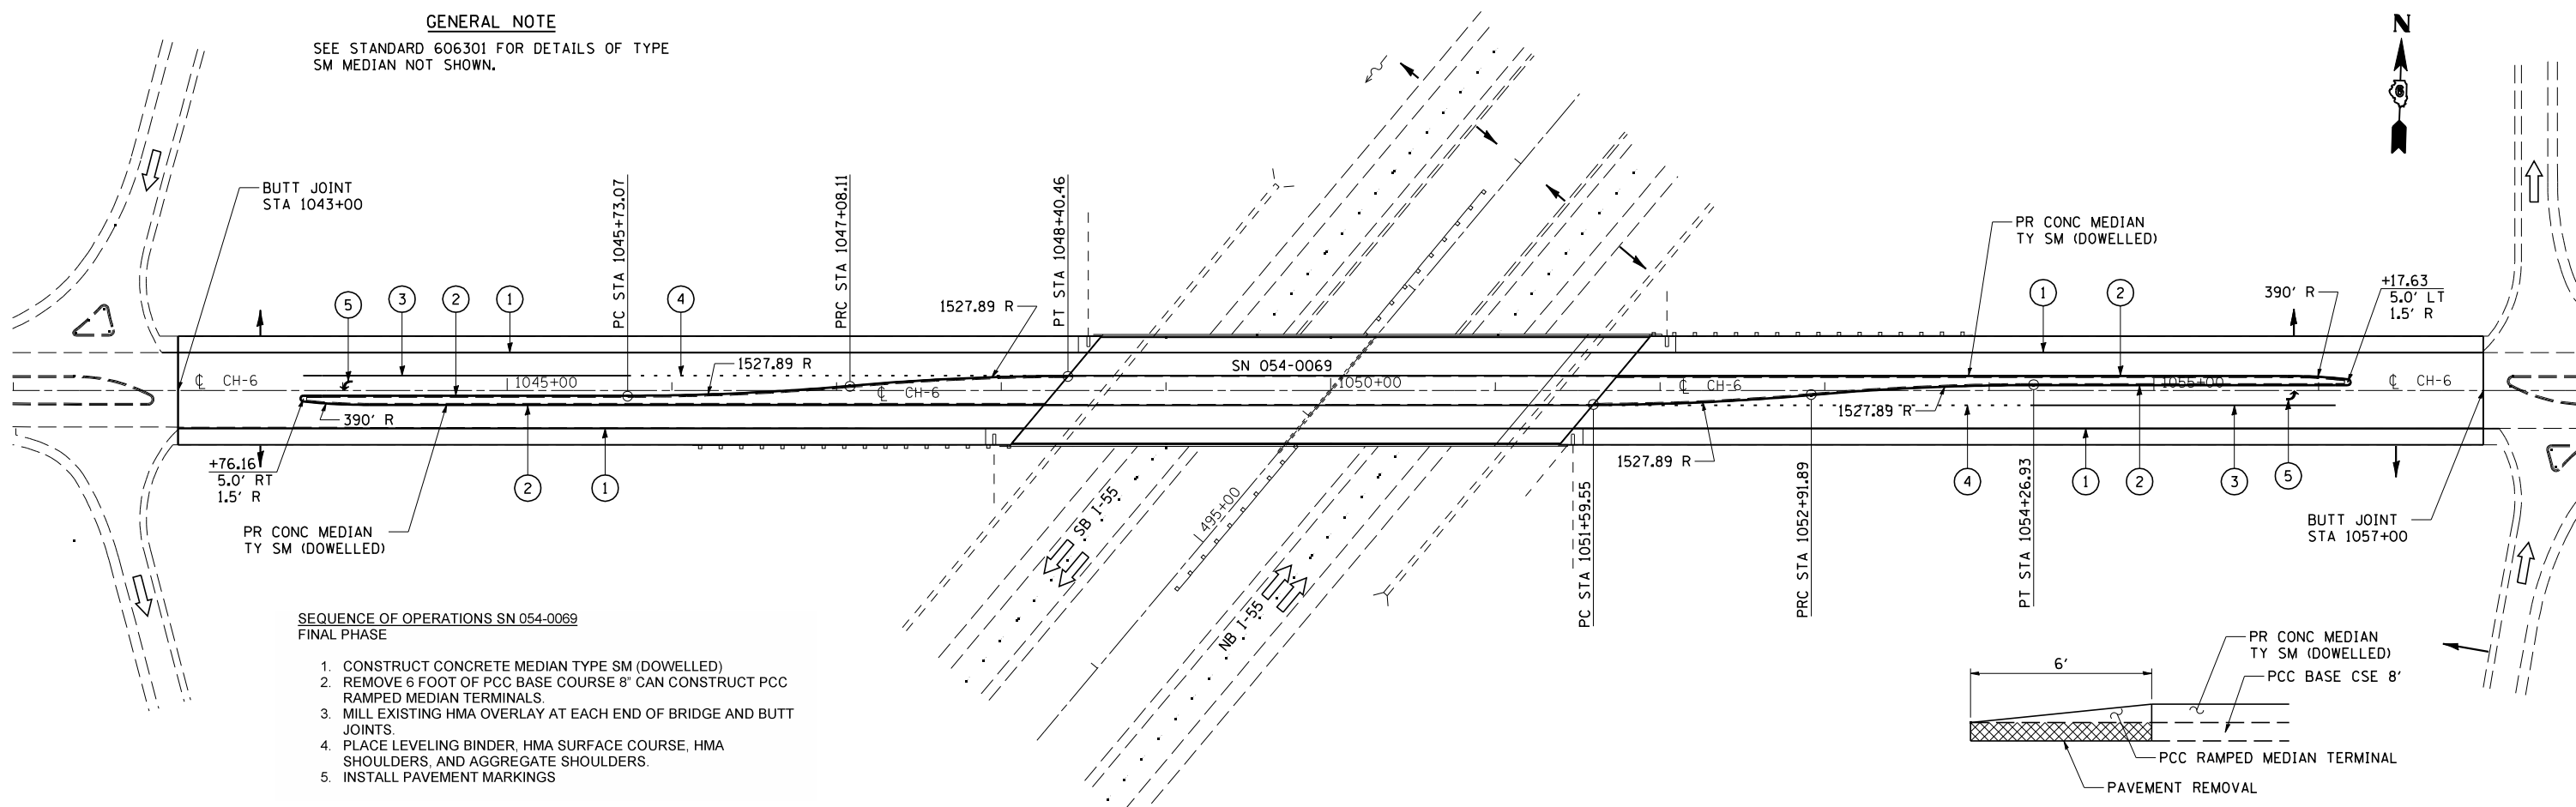 GENERAL NOTE
SEE STANDARD 606301 FOR DETAILS OF TYPE
SM MEDIAN NOT SHOWN.
N
6
BUTT JOINT
STA 1043+00
PC STA 1045+73.07
PRC STA 1047+08.11
PT STA 1048+40.46
PR CONC MEDIAN
TY SM (DOWELLED)
+17.63
5.0' LT
1.5' R
390' R
1527.89 R
5
3
2
1
4
1
2
1527.89 R
SN 054-0069
℄ CH-6
1045+00
℄ CH-6
1050+00
℄ CH-6
1055+00
℄ CH-6
390' R
1527.89 R
1527.89 R
+76.16
5.0' RT
1.5' R
2
1
4
1
2
3
5
PR CONC MEDIAN
TY SM (DOWELLED)
SB I-55
495+00
NB I-55
PC STA 1051+59.55
PRC STA 1052+91.89
PT STA 1054+26.93
BUTT JOINT
STA 1057+00
SEQUENCE OF OPERATIONS SN 054-0069
FINAL PHASE
1. CONSTRUCT CONCRETE MEDIAN TYPE SM (DOWELLED)
2. REMOVE 6 FOOT OF PCC BASE COURSE 8" CAN CONSTRUCT PCC
RAMPED MEDIAN TERMINALS.
3. MILL EXISTING HMA OVERLAY AT EACH END OF BRIDGE AND BUTT
JOINTS.
4. PLACE LEVELING BINDER, HMA SURFACE COURSE, HMA
SHOULDERS, AND AGGREGATE SHOULDERS.
5. INSTALL PAVEMENT MARKINGS
6'
PR CONC MEDIAN
TY SM (DOWELLED)
PCC BASE CSE 8'
PCC RAMPED MEDIAN TERMINAL
PAVEMENT REMOVAL